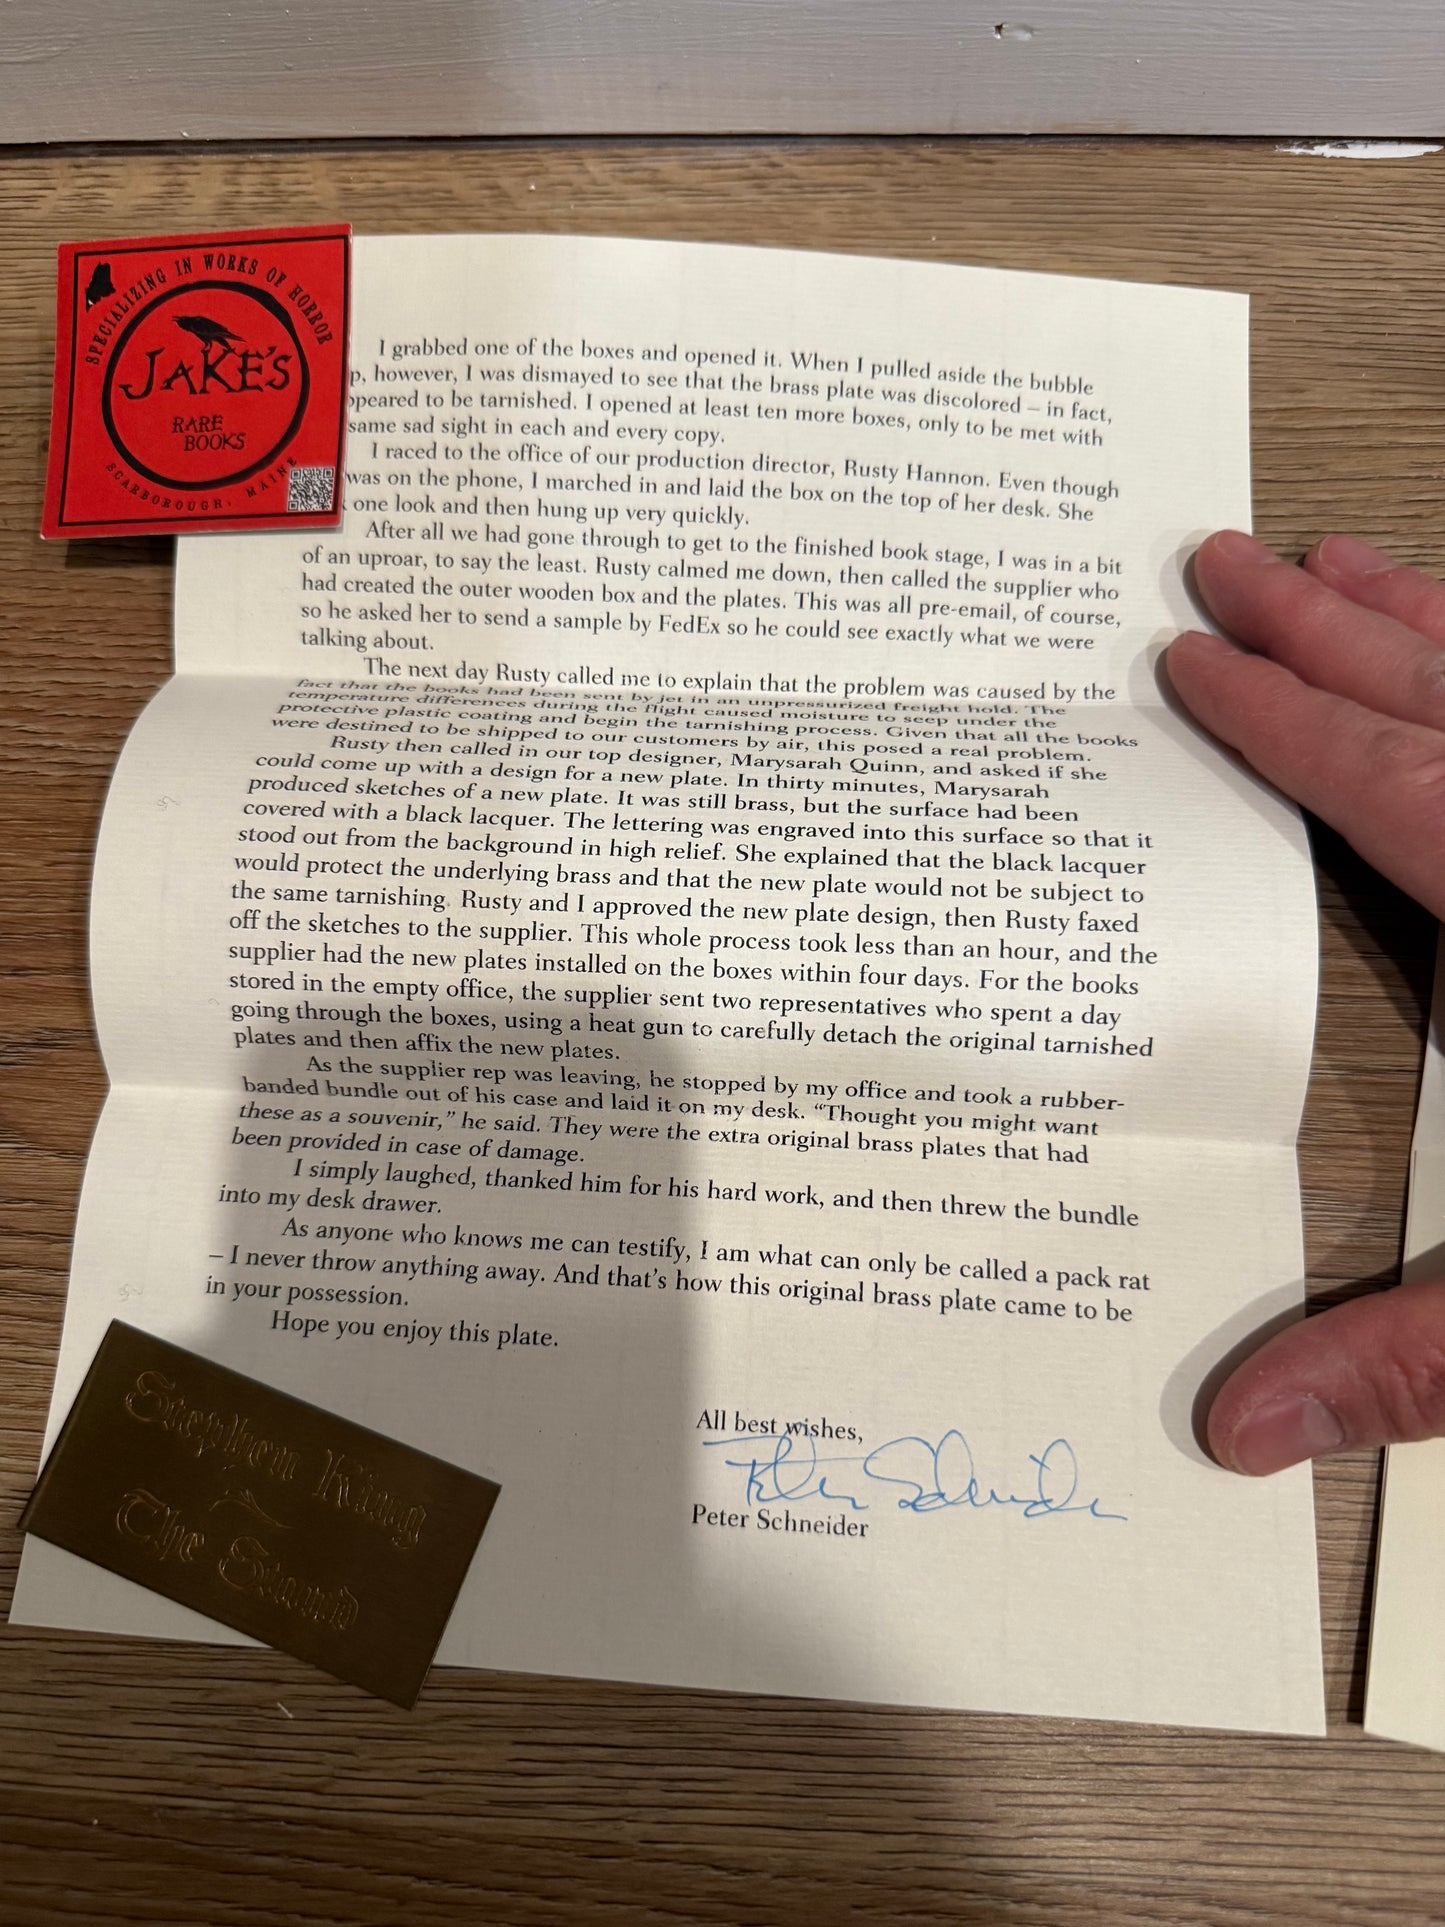 SPECIALIZING IN WORKS OF HORROR
JAKE'S
RARE
BOOKS
SCARBOROUGH, MAINE
I grabbed one of the boxes and opened it. When I pulled aside the bubble
p, however, I was dismayed to see that the brass plate was discolored – in fact,
ppeared to be tarnished. I opened at least ten more boxes, only to be met with
same sad sight in each and every copy.
I raced to the office of our production director, Rusty Hannon. Even though
was on the phone, I marched in and laid the box on the top of her desk. She
one look and then hung up very quickly.
After all we had gone through to get to the finished book stage, I was in a bit
of an uproar, to say the least. Rusty calmed me down, then called the supplier who
had created the outer wooden box and the plates. This was all pre-email, of course,
so he asked her to send a sample by FedEx so he could see exactly what we were
talking about.
The next day Rusty called me to explain that the problem was caused by the
fact that the books had been sent by jet in an unpressurized freight hold. The
temperature differences during the flight caused moisture to seep under the
protective plastic coating and begin the tarnishing process. Given that all the books
were destined to be shipped to our customers by air, this posed a real problem.
Rusty then called in our top designer, Marysarah Quinn, and asked if she
could come up with a design for a new plate. In thirty minutes, Marysarah
produced sketches of a new plate. It was still brass, but the surface had been
covered with a black lacquer. The lettering was engraved into this surface so that it
stood out from the background in high relief. She explained that the black lacquer
would protect the underlying brass and that the new plate would not be subject to
the same tarnishing. Rusty and I approved the new plate design, then Rusty faxed
off the sketches to the supplier. This whole process took less than an hour, and the
supplier had the new plates installed on the boxes within four days. For the books
stored in the empty office, the supplier sent two representatives who spent a day
going through the boxes, using a heat gun to carefully detach the original tarnished
plates and then affix the new plates.
As the supplier rep was leaving, he stopped by my office and took a rubber-
banded bundle out of his case and laid it on my desk. "Thought you might want
these as a souvenir," he said. They were the extra original brass plates that had
been provided in case of damage.
I simply laughed, thanked him for his hard work, and then threw the bundle
into my desk drawer.
As anyone who knows me can testify, I am what can only be called a pack rat
– I never throw anything away. And that's how this original brass plate came to be
in your possession.
Hope you enjoy this plate.
All best wishes,
Peter Schneider
Peter Schneider
Stephen King
The Stand